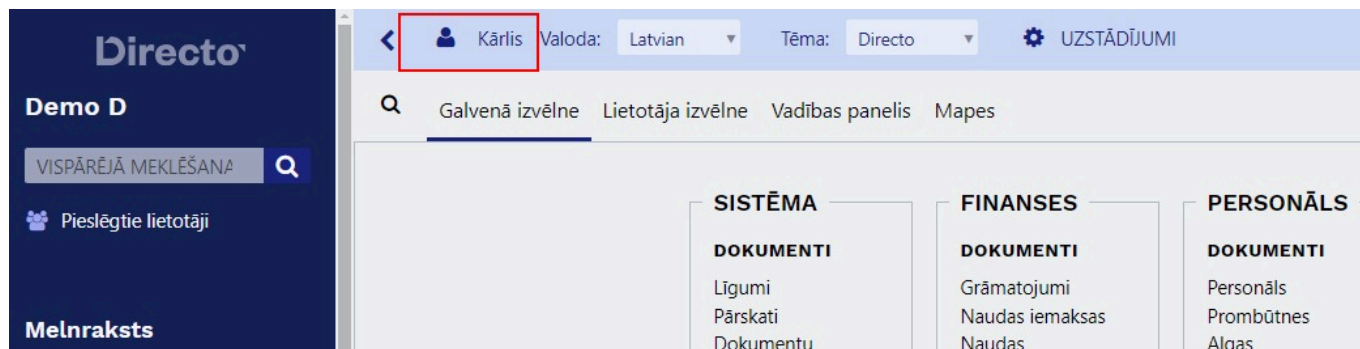 Directo
Demo D
VISPĀRĒJĀ MEKLĒŠANA
Pieslēgtie lietotāji
Melnraksts
Kārlis Valoda: Latvian Tēma: Directo UZSTĀDĪJUMI
Galvenā izvēlne Lietotāja izvēlne Vadības panelis Mapes
SISTĒMA
DOKUMENTI
Līgumi
Pārskati
Dokumentu
FINANSES
DOKUMENTI
Grāmatojumi
Naudas iemaksas
Naudas
PERSONĀLS
DOKUMENTI
Personāls
Prombūtnes
Algas